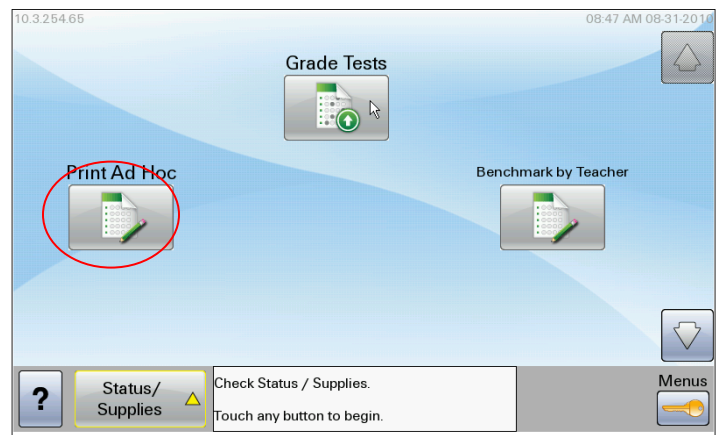 10.3.254.65
08:47 AM 08-31-2010
Grade Tests
Print Ad Hoc
Benchmark by Teacher
?
Status/
Supplies
Check Status / Supplies.
Touch any button to begin.
Menus